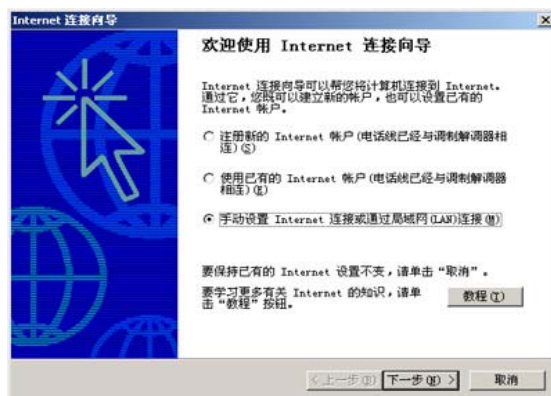 Internet 连接向导
欢迎使用 Internet 连接向导
Internet 连接向导可以帮您将计算机连接到 Internet。
通过它，您既可以建立新的帐户，也可以设置已有的
Internet 帐户。
注册新的 Internet 帐户(电话线已经与调制解调器相
连)(S)
使用已有的 Internet 帐户(电话线已经与调制解调器
相连)(E)
手动设置 Internet 连接或通过局域网(LAN)连接(M)
要保持已有的 Internet 设置不变，请单击“取消”。
要学习更多有关 Internet 的知识，请单
击“教程”按钮。
教程(T)
<上一步(B) 下一步(N) > 取消